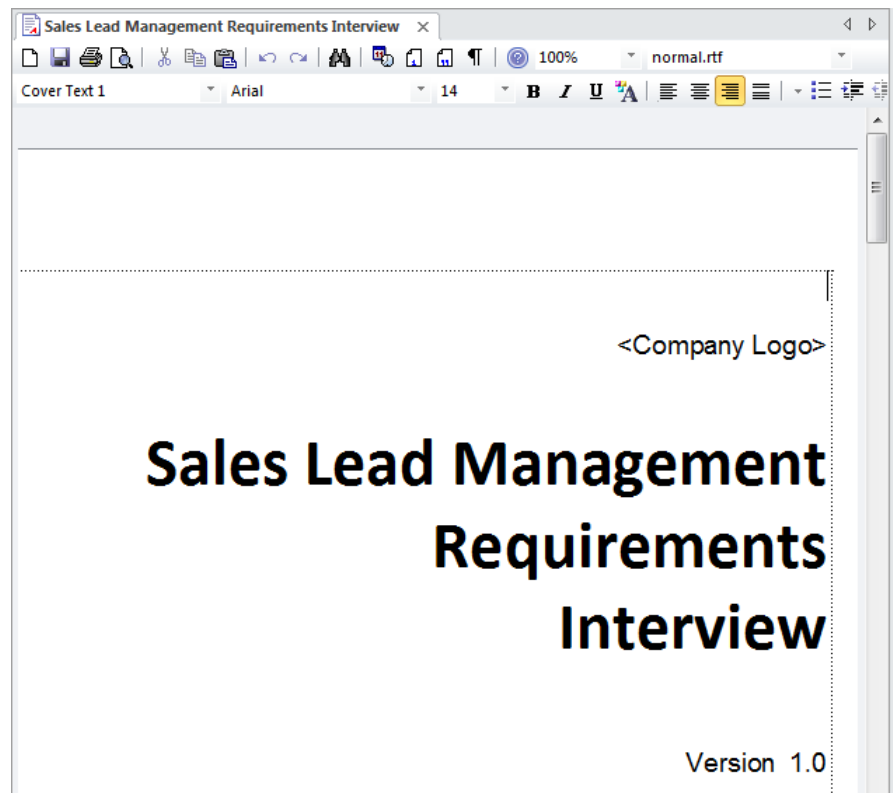 Sales Lead Management Requirements Interview
100% normal.rtf
Cover Text 1 Arial 14 B I U A
<Company Logo>
Sales Lead Management
Requirements
Interview
Version 1.0